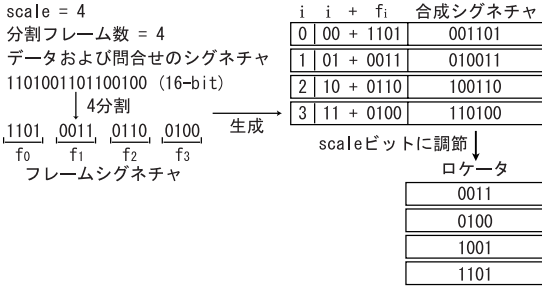 scale = 4
分割フレーム数 = 4
データおよび問合せのシグネチャ
1101001101100100 (16-bit)
4分割
1101 0011 0110 0100
f0 f1 f2 f3
フレームシグネチャ
生成
i i + fi 合成シグネチャ
0 00 + 1101 001101
1 01 + 0011 010011
2 10 + 0110 100110
3 11 + 0100 110100
scaleビットに調節
ロケータ
0011
0100
1001
1101